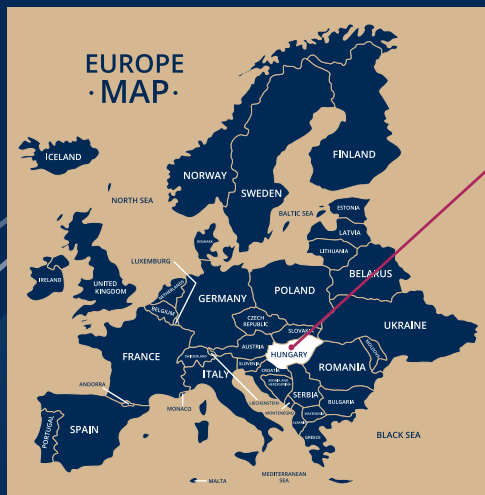 EUROPE
· MAP ·
ICELAND
NORWAY
FINLAND
SWEDEN
NORTH SEA
BALTIC SEA
ESTONIA
LATVIA
LITHUANIA
DENMARK
LUXEMBURG
BELARUS
IRELAND
UNITED
KINGDOM
NETHERLANDS
BELGIUM
GERMANY
POLAND
CZECH
REPUBLIC
SLOVAKIA
UKRAINE
AUSTRIA
HUNGARY
MOLDOVA
FRANCE
SWITZERLAND
SLOVENIA
CROATIA
ROMANIA
ITALY
BOSNIA AND
HERZEGOVINA
SERBIA
ANDORRA
MONACO
LIECHENSTEIN
MONTENEGRO
BULGARIA
MACEDONIA
ALBANIA
PORTUGAL
SPAIN
GREECE
BLACK SEA
MEDITERRANEAN
SEA
MALTA